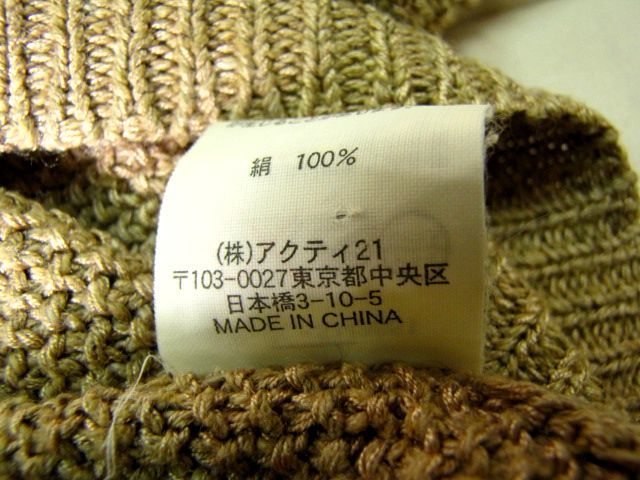 絹 100%
(株)アクティ21
〒103-0027東京都中央区
日本橋3-10-5
MADE IN CHINA